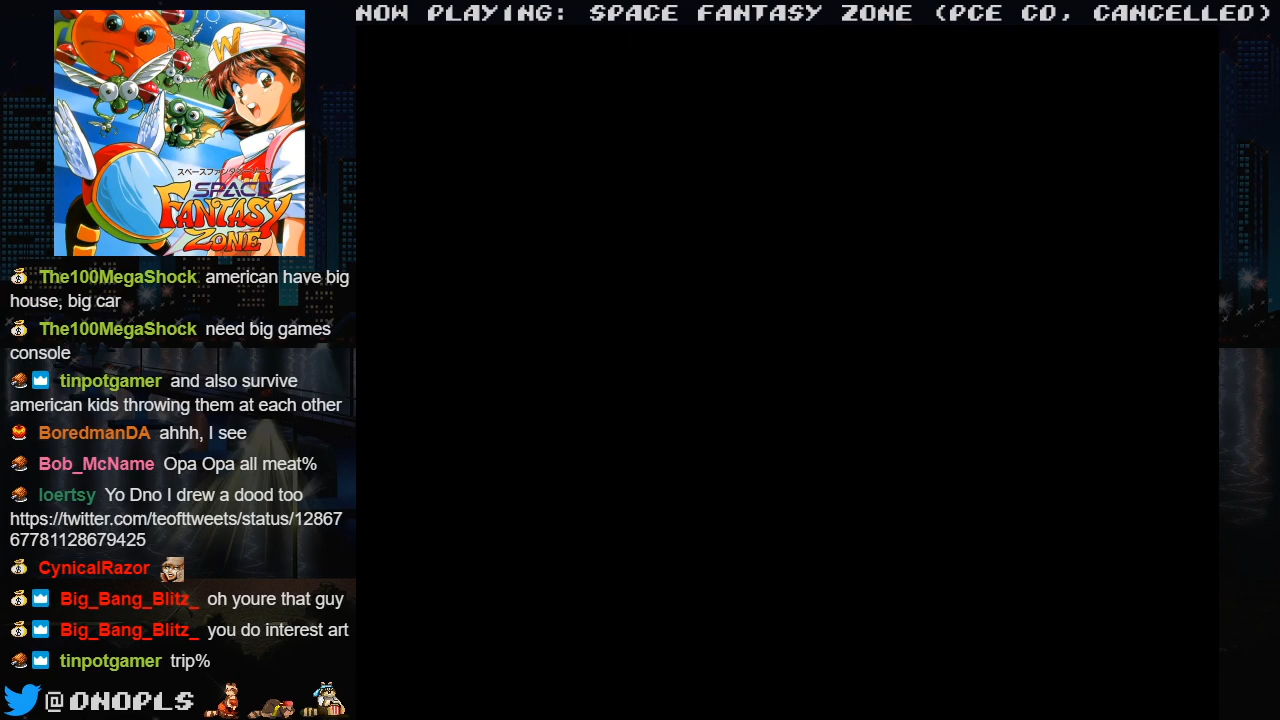 NOW PLAYING: SPACE FANTASY ZONE (PCE CD, CANCELLED)
W
スペースファンタジーゾーン
SPACE
FANTASY
ZONE
The100MegaShock american have big
house, big car
The100MegaShock need big games
console
tinpotgamer and also survive
american kids throwing them at each other
BoredmanDA ahhh, I see
Bob_McName Opa Opa all meat%
loertsy Yo Dno I drew a dood too
https://twitter.com/teofttweets/status/12867
67781128679425
CynicalRazor
Big_Bang_Blitz_ oh youre that guy
Big_Bang_Blitz_ you do interest art
tinpotgamer trip%
@DNOPLS